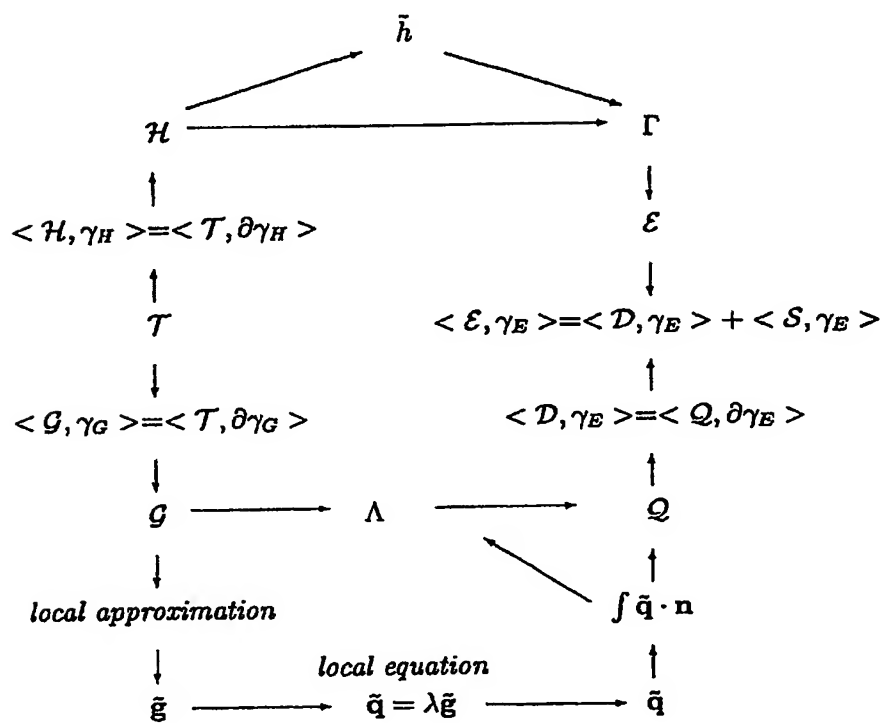 h̃
ℋ Γ
< ℋ, γ_H >=< 𝒯, ∂γ_H > ℰ
𝒯 < ℰ, γ_E >=< 𝒟, γ_E > + < 𝒮, γ_E >
< 𝒢, γ_G >=< 𝒯, ∂γ_G > < 𝒟, γ_E >=< 𝒬, ∂γ_E >
𝒢 Λ 𝒬
local approximation ∫ q̃ · n
local equation
g̃ q̃ = λg̃ q̃